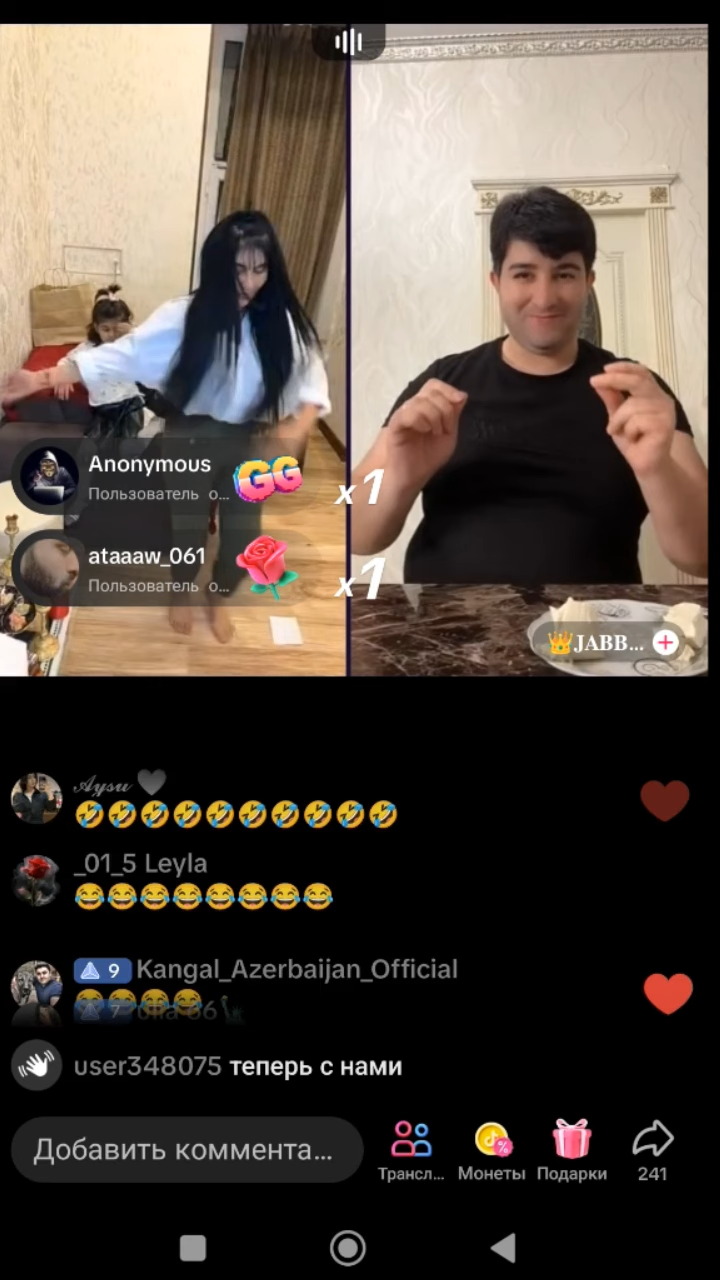 Anonymous
Пользователь о...
GG
x1
ataaaw_061
Пользователь о...
x1
👑JABB... +
Aysu 🤍
🤣🤣🤣🤣🤣🤣🤣🤣🤣🤣
_01_5 Leyla
😂😂😂😂😂😂😂😂
9 Kangal_Azerbaijan_Official
😂😂😂😂
7
user348075 теперь с нами
Добавить коммента...
Трансл...
Монеты
Подарки
241